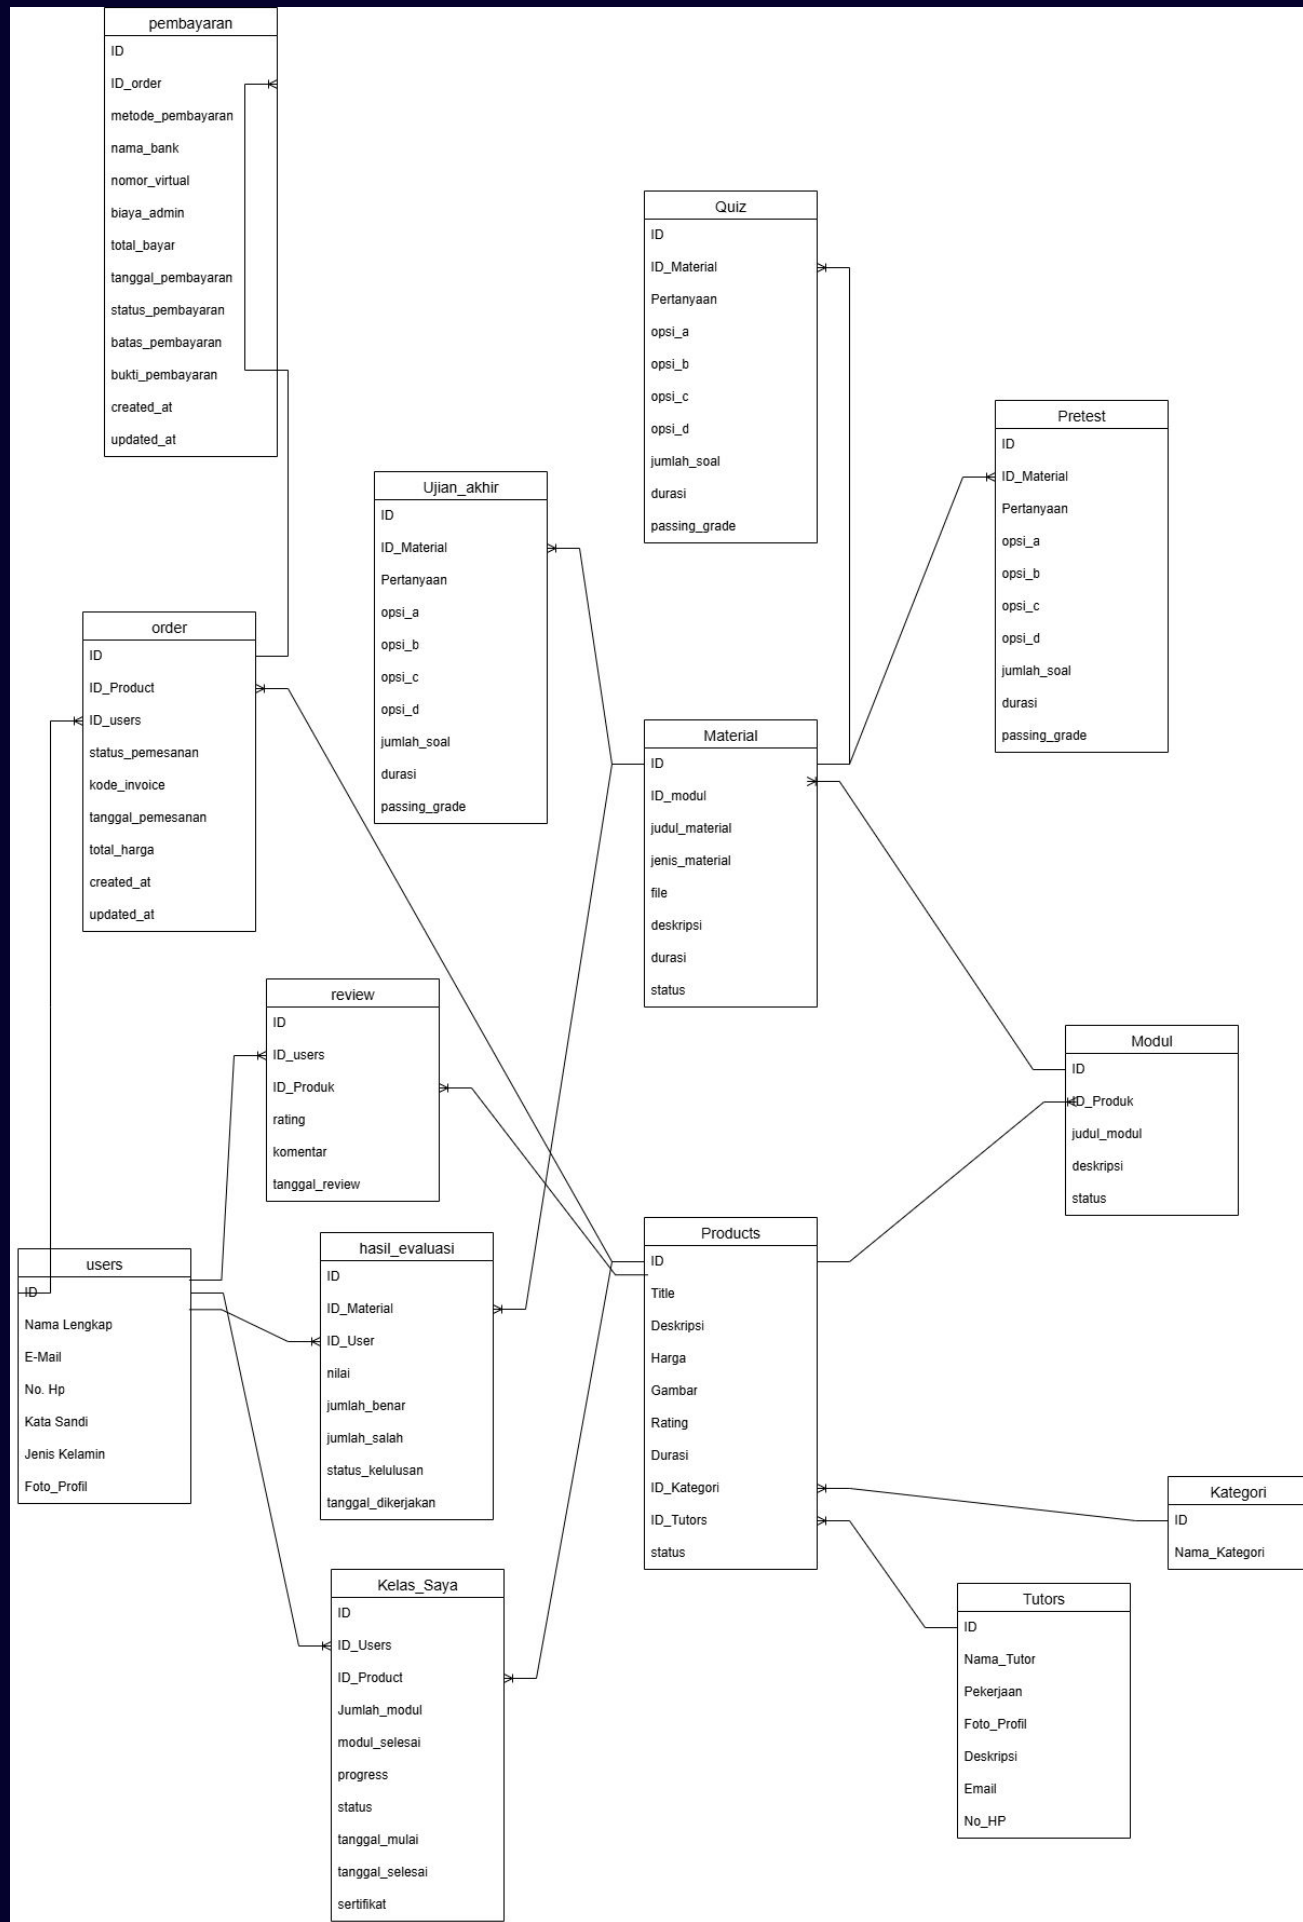 pembayaran
ID
ID_order
metode_pembayaran
nama_bank
nomor_virtual
biaya_admin
total_bayar
tanggal_pembayaran
status_pembayaran
batas_pembayaran
bukti_pembayaran
created_at
updated_at
Quiz
ID
ID_Material
Pertanyaan
opsi_a
opsi_b
opsi_c
opsi_d
jumlah_soal
durasi
passing_grade
Pretest
ID
ID_Material
Pertanyaan
opsi_a
opsi_b
opsi_c
opsi_d
jumlah_soal
durasi
passing_grade
Ujian_akhir
ID
ID_Material
Pertanyaan
opsi_a
opsi_b
opsi_c
opsi_d
jumlah_soal
durasi
passing_grade
order
ID
ID_Product
ID_users
status_pemesanan
kode_invoice
tanggal_pemesanan
total_harga
created_at
updated_at
Material
ID
ID_modul
judul_material
jenis_material
file
deskripsi
durasi
status
review
ID
ID_users
ID_Produk
rating
komentar
tanggal_review
Modul
ID
ID_Produk
judul_modul
deskripsi
status
users
ID
Nama Lengkap
E-Mail
No. Hp
Kata Sandi
Jenis Kelamin
Foto_Profil
hasil_evaluasi
ID
ID_Material
ID_User
nilai
jumlah_benar
jumlah_salah
status_kelulusan
tanggal_dikerjakan
Products
ID
Title
Deskripsi
Harga
Gambar
Rating
Durasi
ID_Kategori
ID_Tutors
status
Kategori
ID
Nama_Kategori
Kelas_Saya
ID
ID_Users
ID_Product
Jumlah_modul
modul_selesai
progress
status
tanggal_mulai
tanggal_selesai
sertifikat
Tutors
ID
Nama_Tutor
Pekerjaan
Foto_Profil
Deskripsi
Email
No_HP